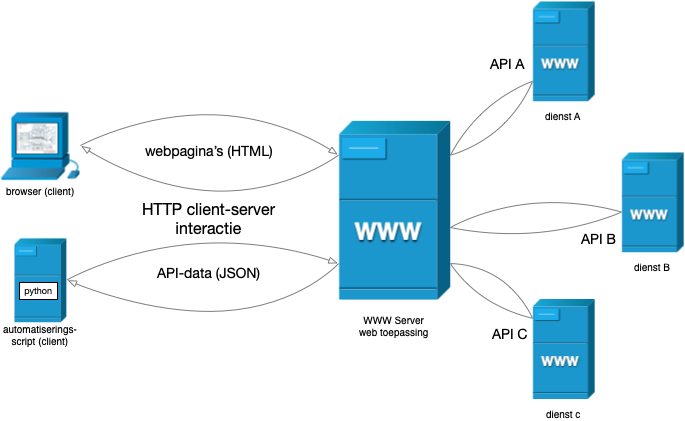 API A
WWW
dienst A
webpagina's (HTML)
browser (client)
HTTP client-server
interactie
WWW
WWW
API B
dienst B
API-data (JSON)
python
automatiserings-
script (client)
WWW Server
web toepassing
API C
WWW
dienst c